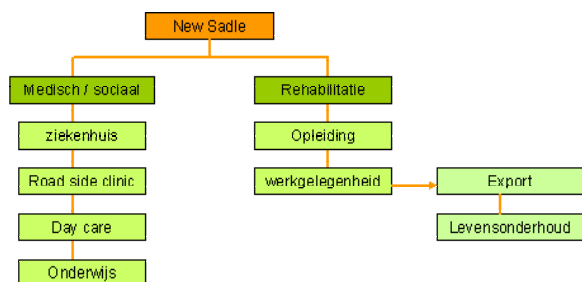 New Sadle
Medisch / sociaal
Rehabilitatie
ziekenhuis
Opleiding
Road side clinic
werkgelegenheid
Export
Day care
Levensonderhoud
Onderwijs